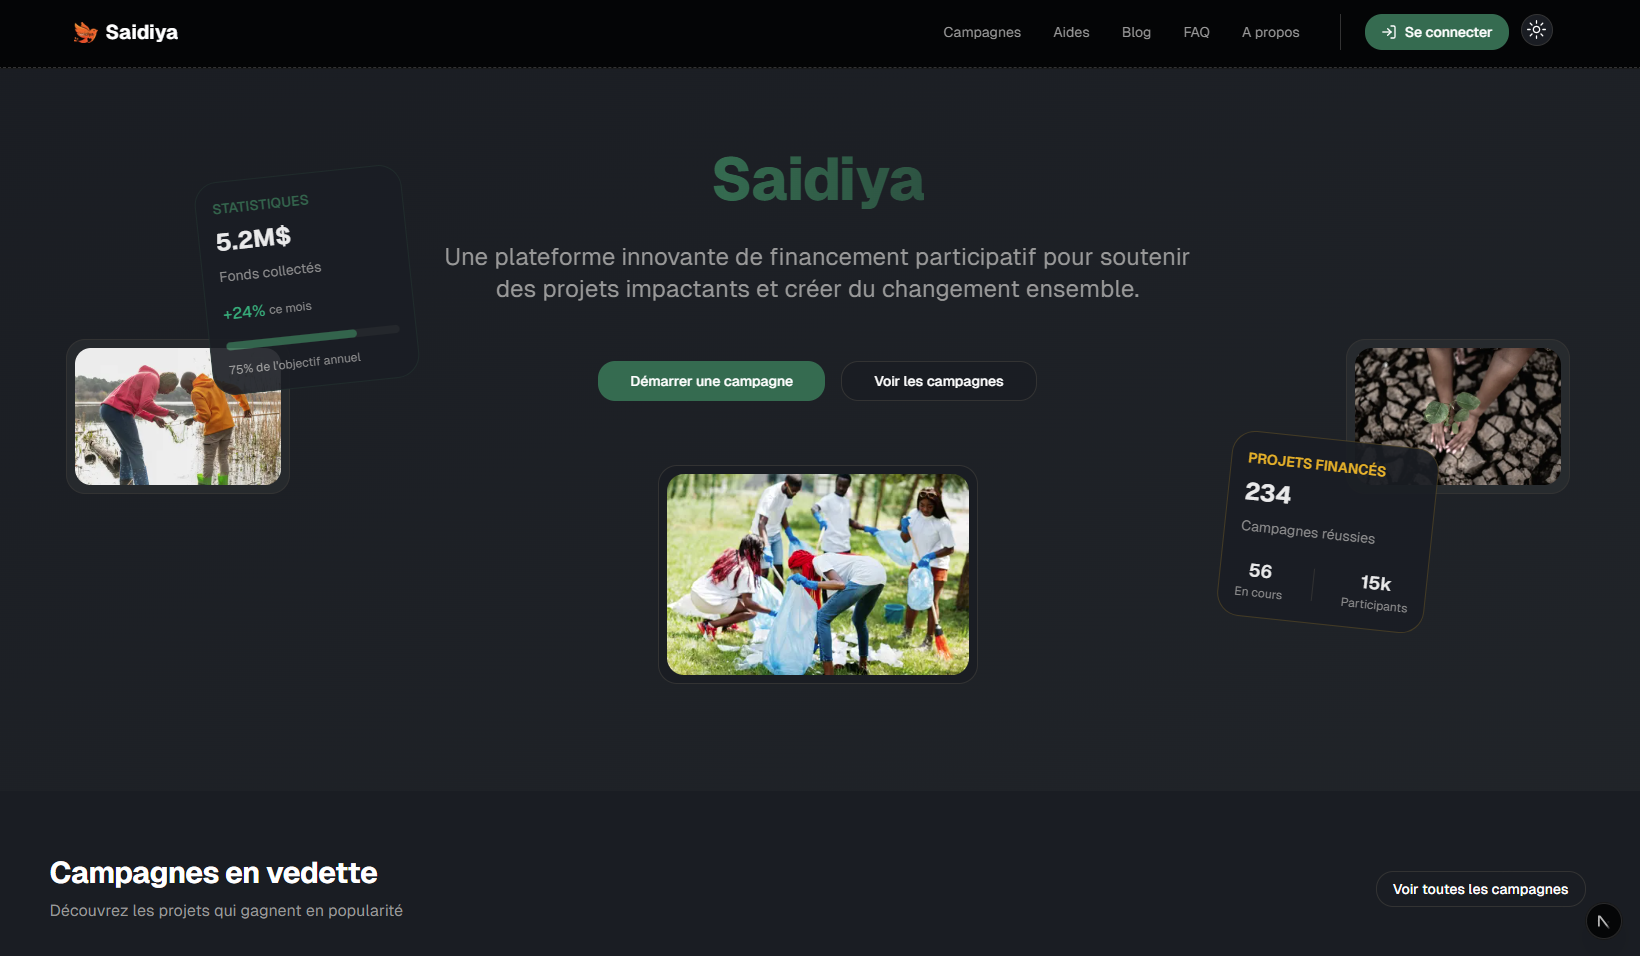 Saidiya
Campagnes
Aides
Blog
FAQ
A propos
Se connecter
Saidiya
Une plateforme innovante de financement participatif pour soutenir
des projets impactants et créer du changement ensemble.
Démarrer une campagne
Voir les campagnes
STATISTIQUES
5.2M$
Fonds collectés
+24% ce mois
75% de l'objectif annuel
PROJETS FINANCÉS
234
Campagnes réussies
56
En cours
15k
Participants
Campagnes en vedette
Découvrez les projets qui gagnent en popularité
Voir toutes les campagnes